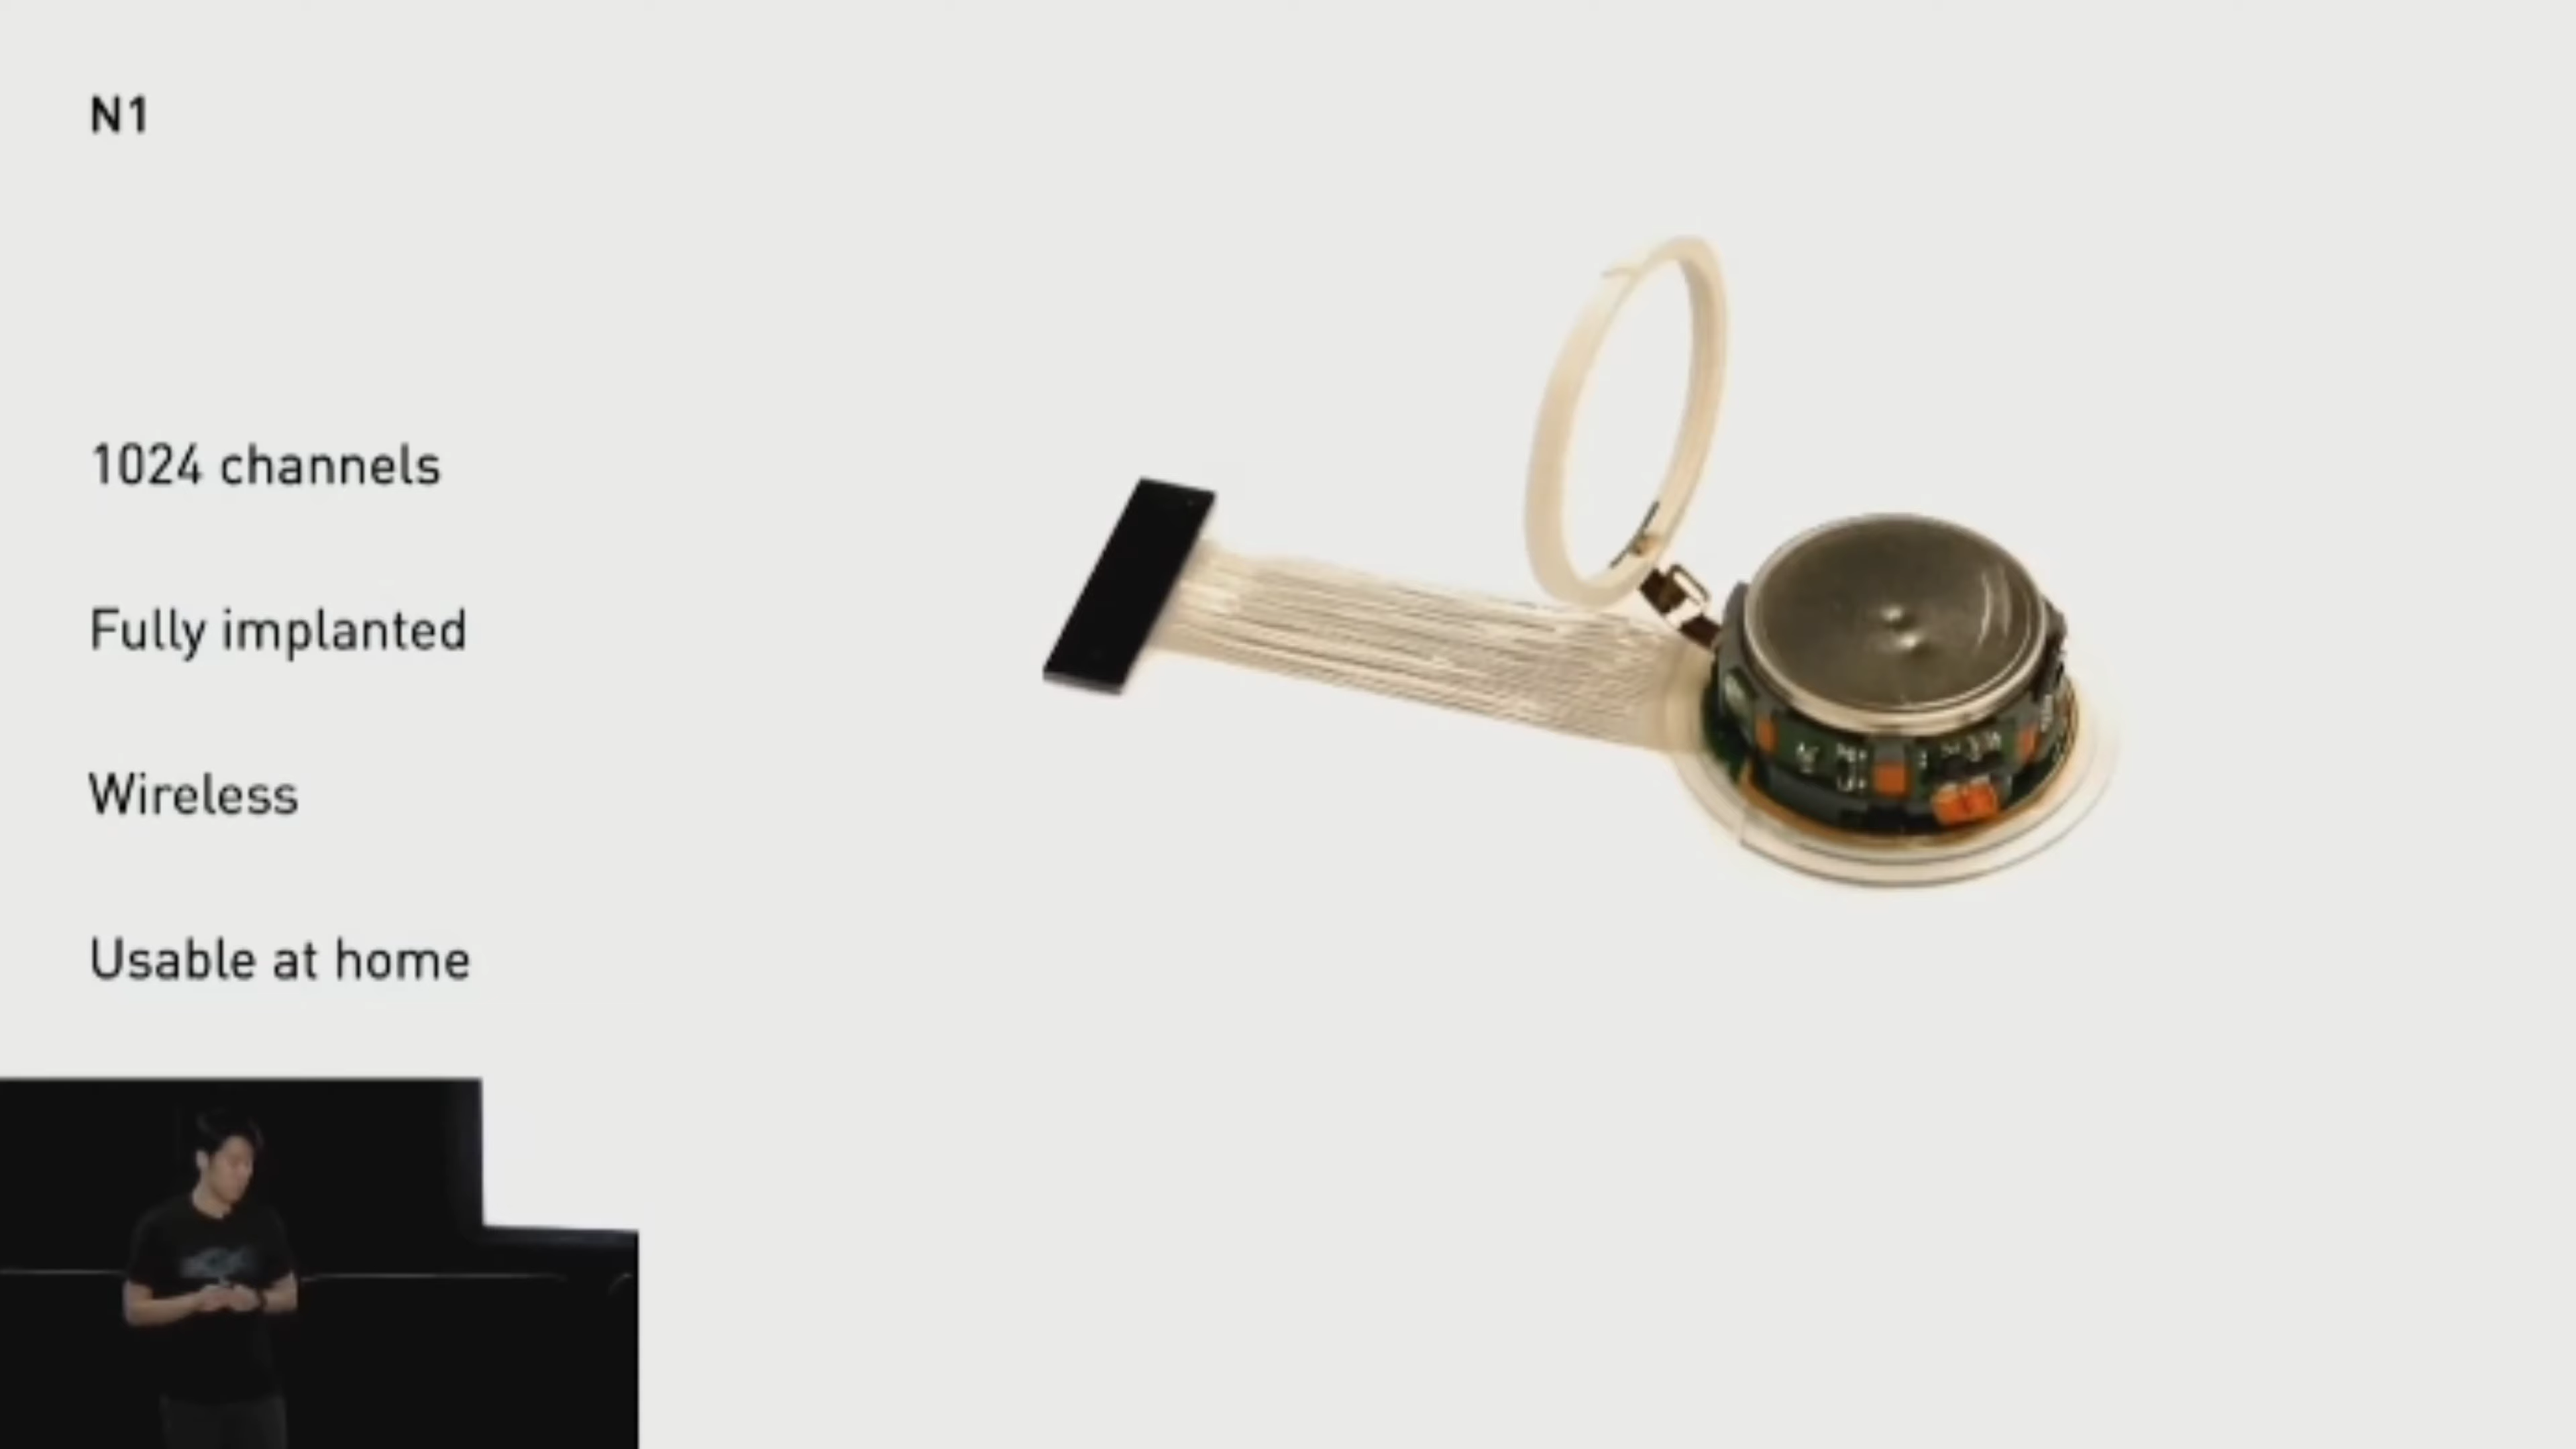 N1
1024 channels
Fully implanted
Wireless
Usable at home